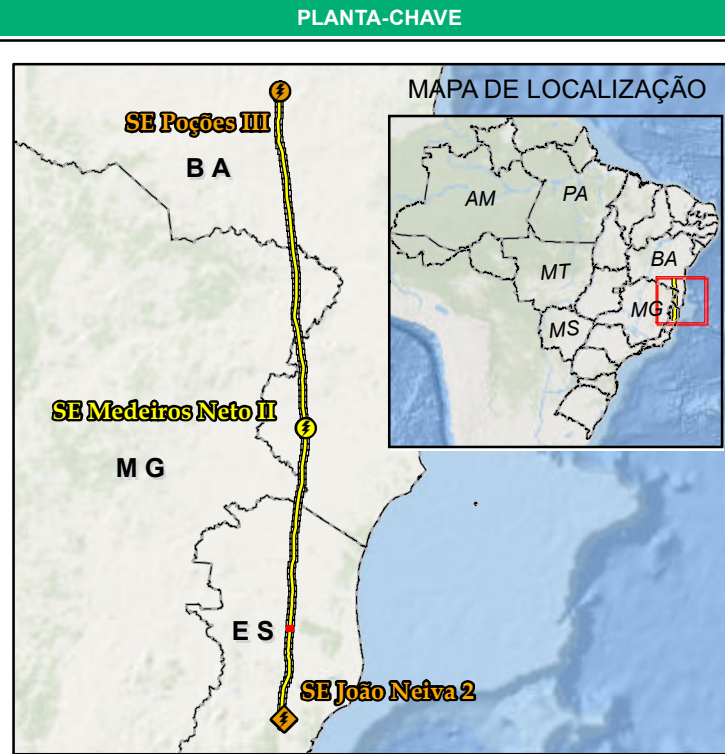 PLANTA-CHAVE
MAPA DE LOCALIZAÇÃO
SE Poções III
B A
AM
PA
BA
MT
MG
MS
SE Medeiros Neto II
M G
E S
SE João Neiva 2